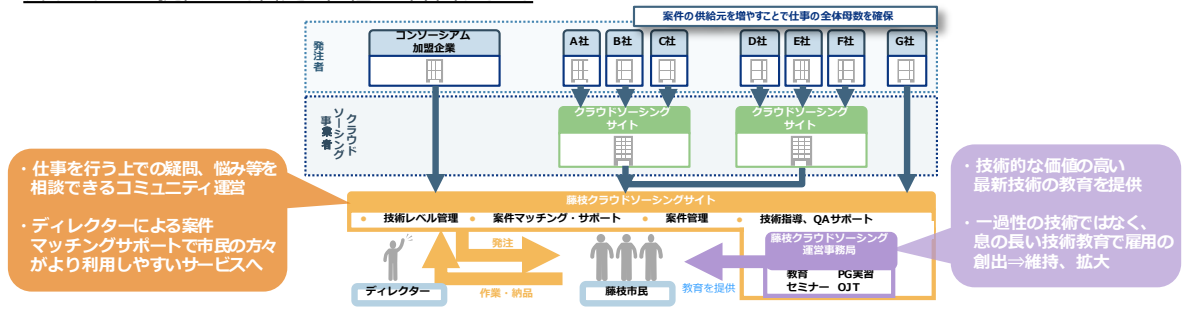 案件の供給元を増やすことで仕事の全体母数を確保
発注者
コンソーシアム
加盟企業
A社
B社
C社
D社
E社
F社
G社
クラウド
ソーシング
事業者
クラウドソーシング
サイト
クラウドソーシング
サイト
・仕事を行う上での疑問、悩み等を
相談できるコミュニティ運営
・ディレクターによる案件
マッチングサポートで市民の方々
がより利用しやすいサービスへ
藤枝クラウドソーシングサイト
• 技術レベル管理
• 案件マッチング・サポート
• 案件管理
• 技術指導、QAサポート
発注
作業・納品
ディレクター
藤枝市民
教育を提供
藤枝クラウドソーシング
運営事務局
教育 PG実習
セミナー OJT
・技術的な価値の高い
最新技術の教育を提供
・一過性の技術ではなく、
息の長い技術教育で雇用の
創出⇒維持、拡大